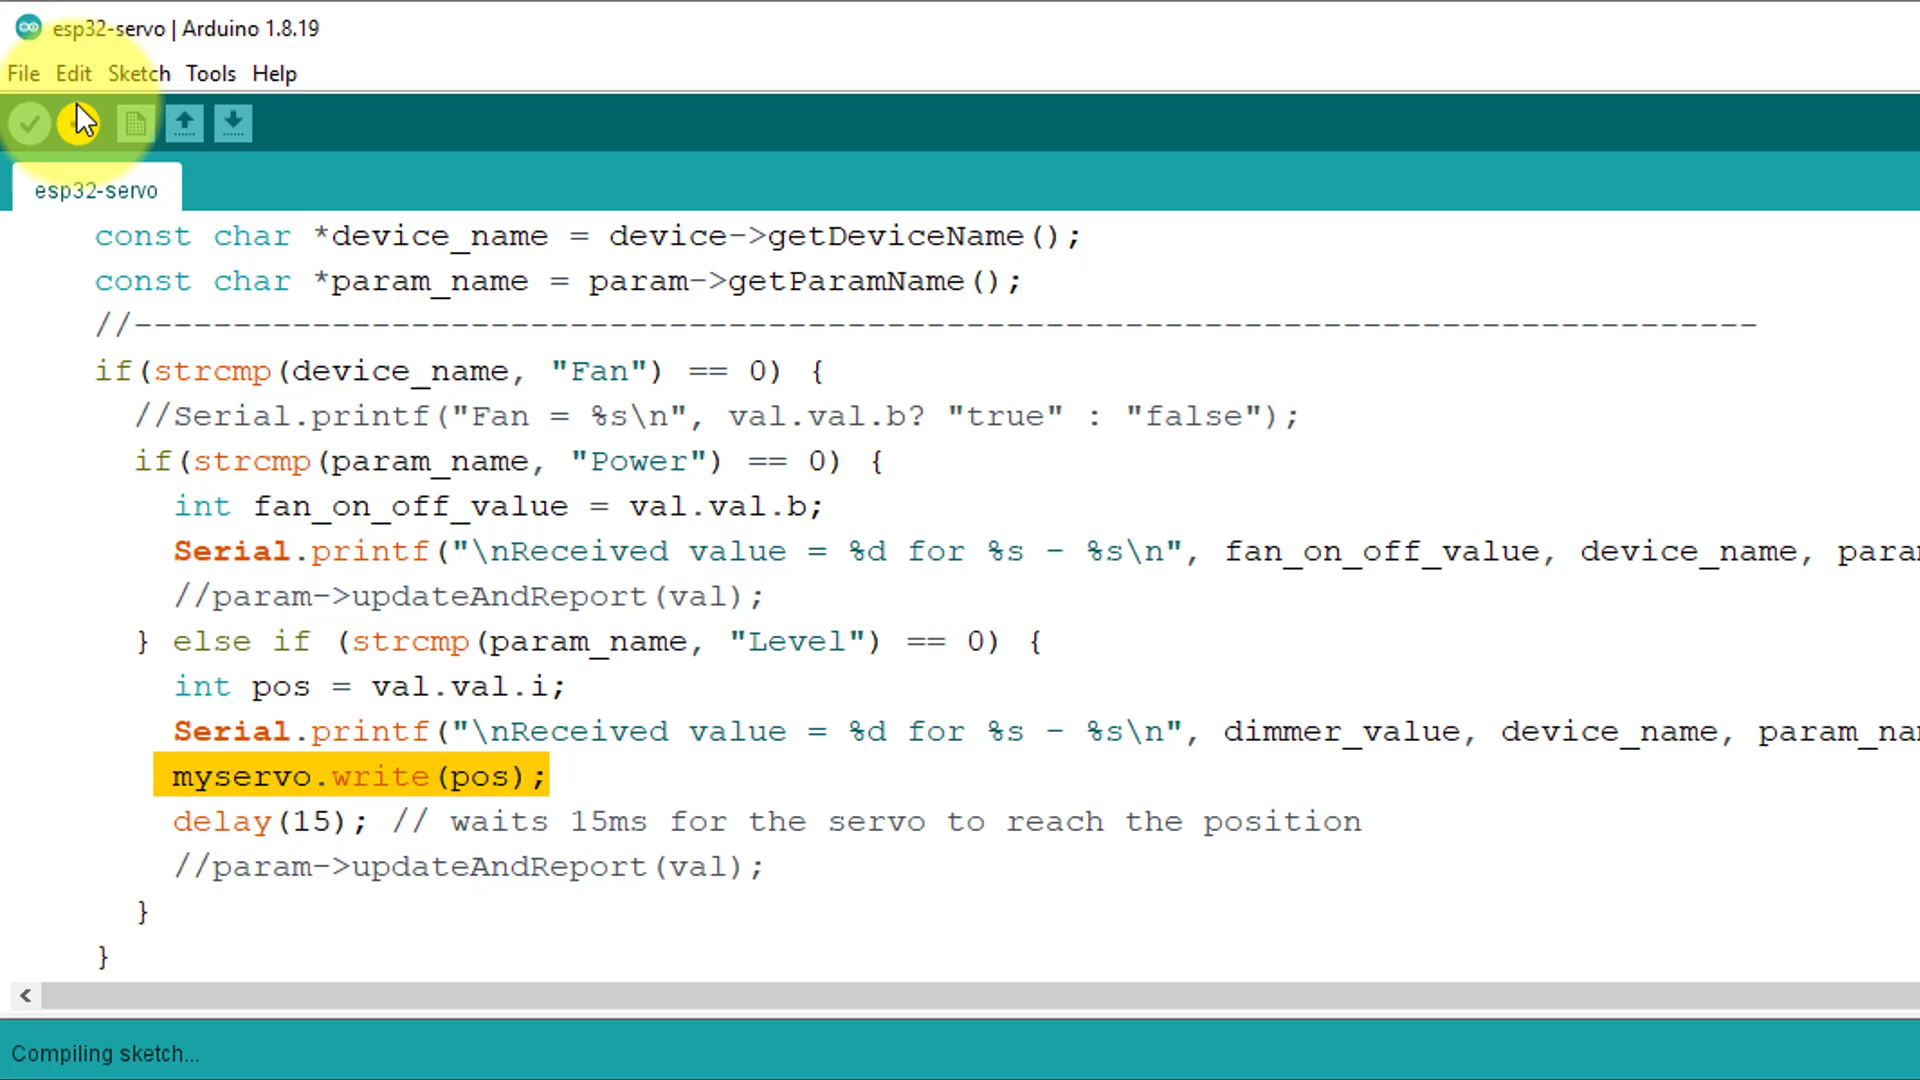 esp32-servo | Arduino 1.8.19
File Edit Sketch Tools Help
esp32-servo
const char *device_name = device->getDeviceName();
const char *param_name = param->getParamName();
//----------------------------------------------------------------------------------
if(strcmp(device_name, "Fan") == 0) {
//Serial.printf("Fan = %s\n", val.val.b? "true" : "false");
if(strcmp(param_name, "Power") == 0) {
int fan_on_off_value = val.val.b;
Serial.printf("\nReceived value = %d for %s - %s\n", fan_on_off_value, device_name, param
//param->updateAndReport(val);
} else if (strcmp(param_name, "Level") == 0) {
int pos = val.val.i;
Serial.printf("\nReceived value = %d for %s - %s\n", dimmer_value, device_name, param_na
myservo.write(pos);
delay(15); // waits 15ms for the servo to reach the position
//param->updateAndReport(val);
}
}
Compiling sketch...